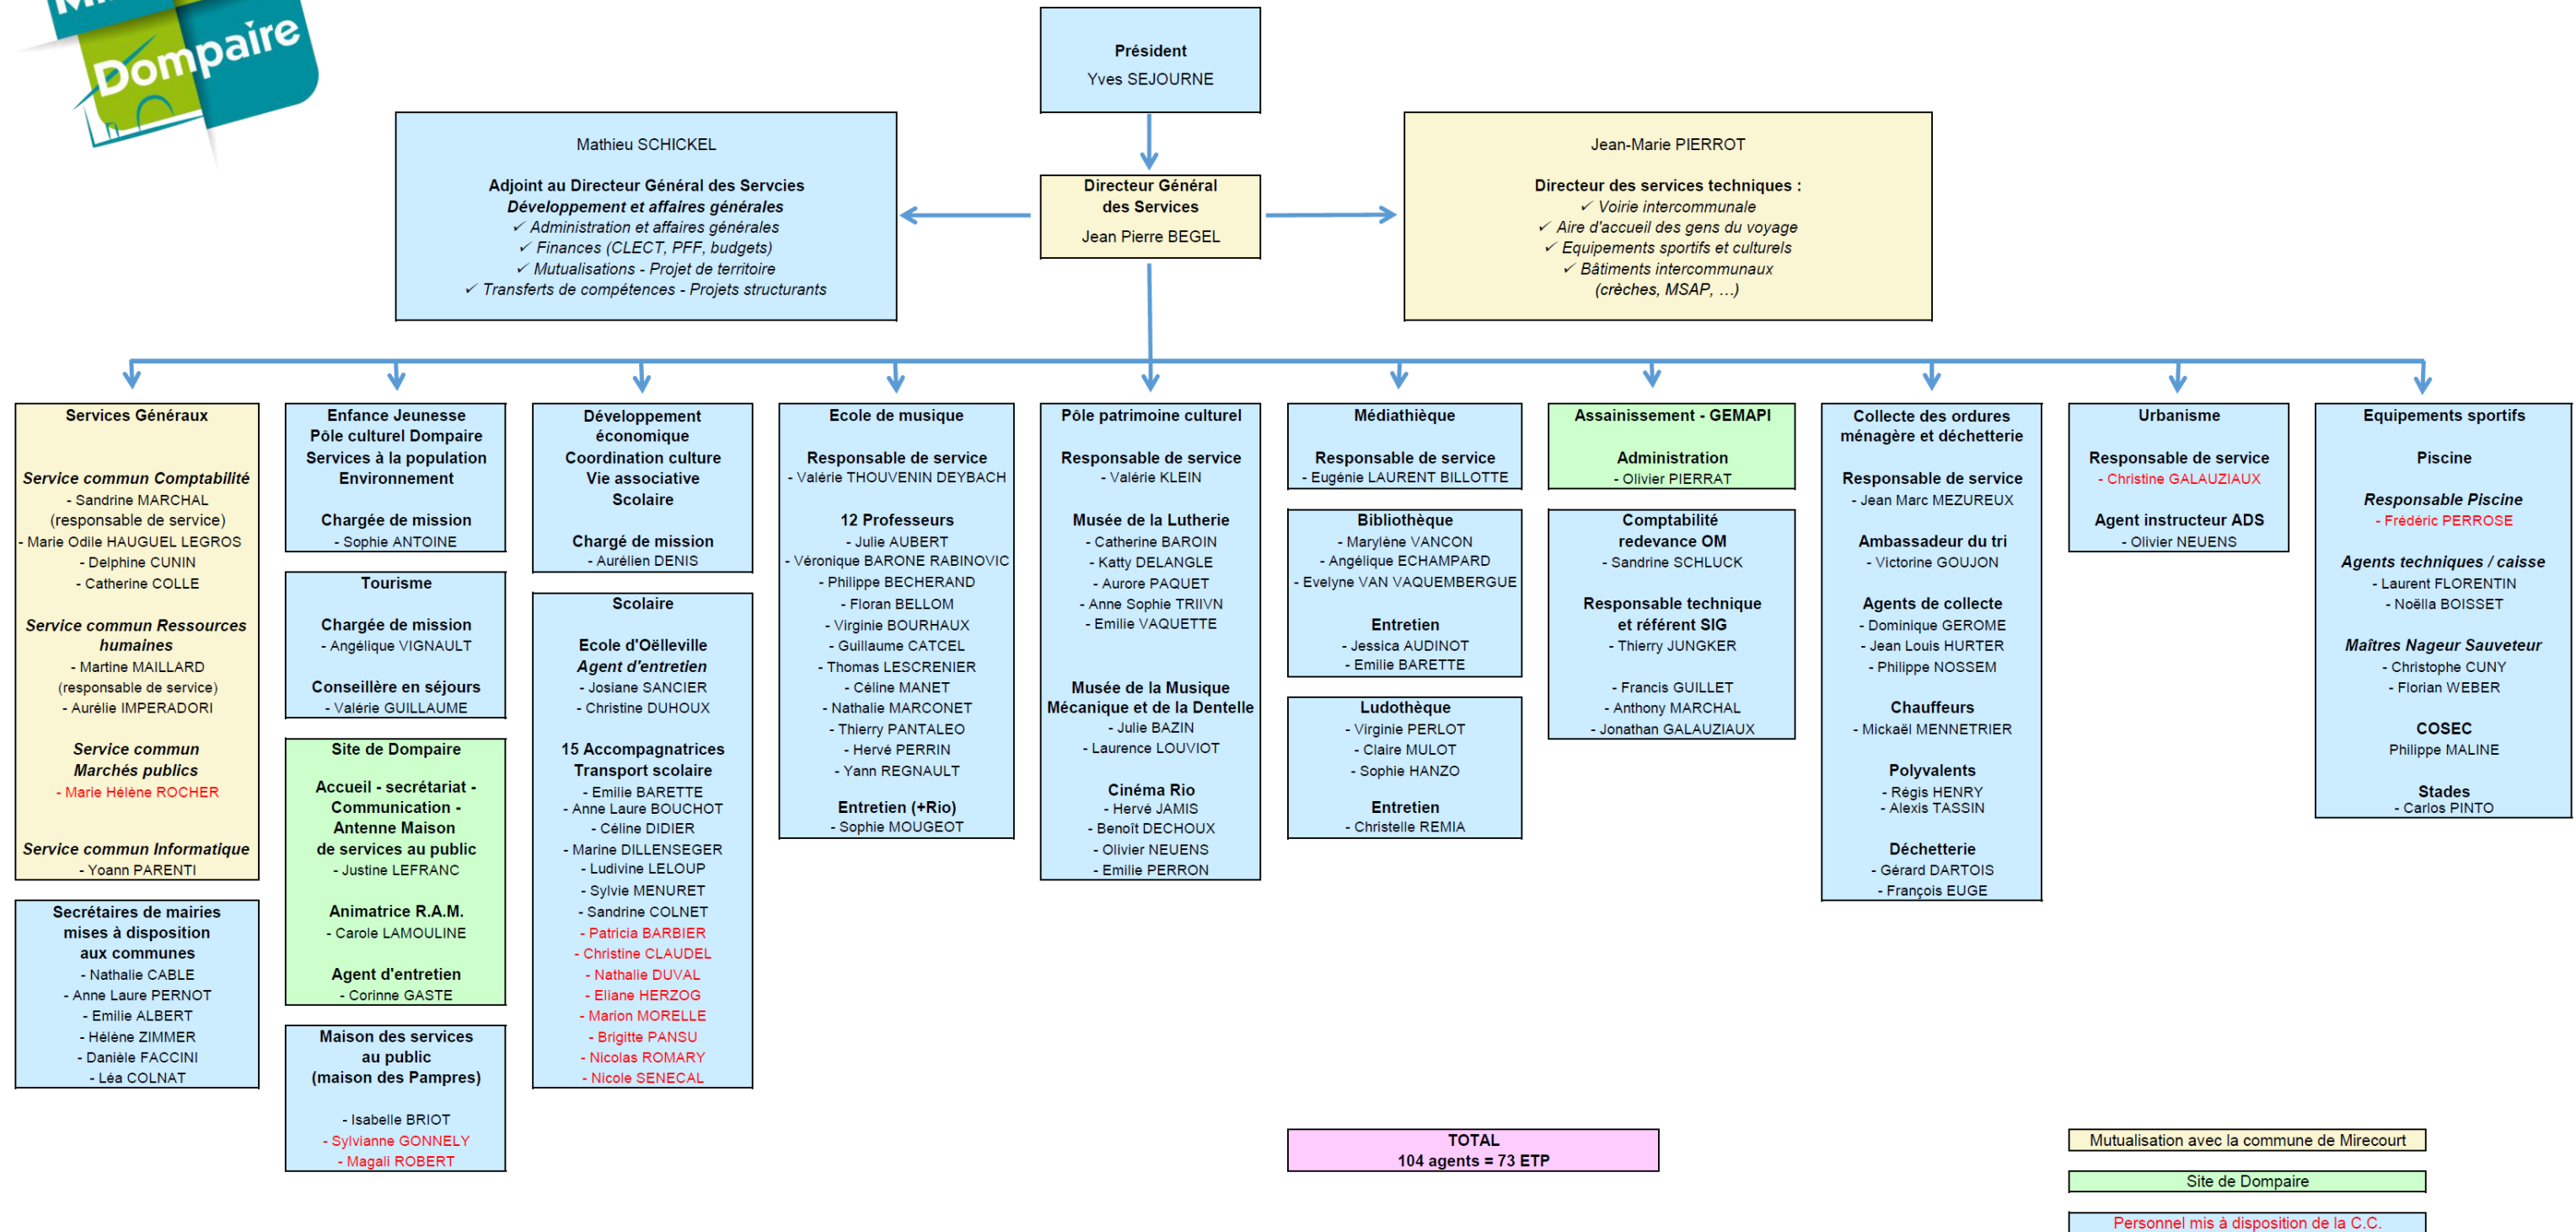 Dompaire
Président
Yves SEJOURNE
Mathieu SCHICKEL
Adjoint au Directeur Général des Servcies
Développement et affaires générales
✓ Administration et affaires générales
✓ Finances (CLECT, PFF, budgets)
✓ Mutualisations - Projet de territoire
✓ Transferts de compétences - Projets structurants
Directeur Général
des Services
Jean Pierre BEGEL
Jean-Marie PIERROT
Directeur des services techniques :
✓ Voirie intercommunale
✓ Aire d'accueil des gens du voyage
✓ Equipements sportifs et culturels
✓ Bâtiments intercommunaux
(crèches, MSAP, …)
Services Généraux
Service commun Comptabilité
- Sandrine MARCHAL
(responsable de service)
- Marie Odile HAUGUEL LEGROS
- Delphine CUNIN
- Catherine COLLE
Service commun Ressources
humaines
- Martine MAILLARD
(responsable de service)
- Aurélie IMPERADORI
Service commun
Marchés publics
- Marie Hélène ROCHER
Service commun Informatique
- Yoann PARENTI
Secrétaires de mairies
mises à disposition
aux communes
- Nathalie CABLE
- Anne Laure PERNOT
- Emilie ALBERT
- Hélène ZIMMER
- Danièle FACCINI
- Léa COLNAT
Enfance Jeunesse
Pôle culturel Dompaire
Services à la population
Environnement
Chargée de mission
- Sophie ANTOINE
Tourisme
Chargée de mission
- Angélique VIGNAULT
Conseillère en séjours
- Valérie GUILLAUME
Site de Dompaire
Accueil - secrétariat -
Communication -
Antenne Maison
de services au public
- Justine LEFRANC
Animatrice R.A.M.
- Carole LAMOULINE
Agent d'entretien
- Corinne GASTE
Maison des services
au public
(maison des Pampres)
- Isabelle BRIOT
- Sylvianne GONNELY
- Magali ROBERT
Développement
économique
Coordination culture
Vie associative
Scolaire
Chargé de mission
- Aurélien DENIS
Scolaire
Ecole d'Oëlleville
Agent d'entretien
- Josiane SANCIER
- Christine DUHOUX
15 Accompagnatrices
Transport scolaire
- Emilie BARETTE
- Anne Laure BOUCHOT
- Céline DIDIER
- Marine DILLENSEGER
- Ludivine LELOUP
- Sylvie MENURET
- Sandrine COLNET
- Patricia BARBIER
- Christine CLAUDEL
- Nathalie DUVAL
- Eliane HERZOG
- Marion MORELLE
- Brigitte PANSU
- Nicolas ROMARY
- Nicole SENECAL
Ecole de musique
Responsable de service
- Valérie THOUVENIN DEYBACH
12 Professeurs
- Julie AUBERT
- Véronique BARONE RABINOVIC
- Philippe BECHERAND
- Floran BELLOM
- Virginie BOURHAUX
- Guillaume CATCEL
- Thomas LESCRENIER
- Céline MANET
- Nathalie MARCONET
- Thierry PANTALEO
- Hervé PERRIN
- Yann REGNAULT
Entretien (+Rio)
- Sophie MOUGEOT
Pôle patrimoine culturel
Responsable de service
- Valérie KLEIN
Musée de la Lutherie
- Catherine BAROIN
- Katty DELANGLE
- Aurore PAQUET
- Anne Sophie TRIIVN
- Emilie VAQUETTE
Musée de la Musique
Mécanique et de la Dentelle
- Julie BAZIN
- Laurence LOUVIOT
Cinéma Rio
- Hervé JAMIS
- Benoît DECHOUX
- Olivier NEUENS
- Emilie PERRON
Médiathèque
Responsable de service
- Eugénie LAURENT BILLOTTE
Bibliothèque
- Marylène VANCON
- Angélique ECHAMPARD
- Evelyne VAN VAQUEMBERGUE
Entretien
- Jessica AUDINOT
- Emilie BARETTE
Ludothèque
- Virginie PERLOT
- Claire MULOT
- Sophie HANZO
Entretien
- Christelle REMIA
Assainissement - GEMAPI
Administration
- Olivier PIERRAT
Comptabilité
redevance OM
- Sandrine SCHLUCK
Responsable technique
et référent SIG
- Thierry JUNGKER
- Francis GUILLET
- Anthony MARCHAL
- Jonathan GALAUZIAUX
Collecte des ordures
ménagère et déchetterie
Responsable de service
- Jean Marc MEZUREUX
Ambassadeur du tri
- Victorine GOUJON
Agents de collecte
- Dominique GEROME
- Jean Louis HURTER
- Philippe NOSSEM
Chauffeurs
- Mickaël MENNETRIER
Polyvalents
- Régis HENRY
- Alexis TASSIN
Déchetterie
- Gérard DARTOIS
- François EUGE
Urbanisme
Responsable de service
- Christine GALAUZIAUX
Agent instructeur ADS
- Olivier NEUENS
Equipements sportifs
Piscine
Responsable Piscine
- Frédéric PERROSE
Agents techniques / caisse
- Laurent FLORENTIN
- Noëlla BOISSET
Maîtres Nageur Sauveteur
- Christophe CUNY
- Florian WEBER
COSEC
Philippe MALINE
Stades
- Carlos PINTO
TOTAL
104 agents = 73 ETP
Mutualisation avec la commune de Mirecourt
Site de Dompaire
Personnel mis à disposition de la C.C.